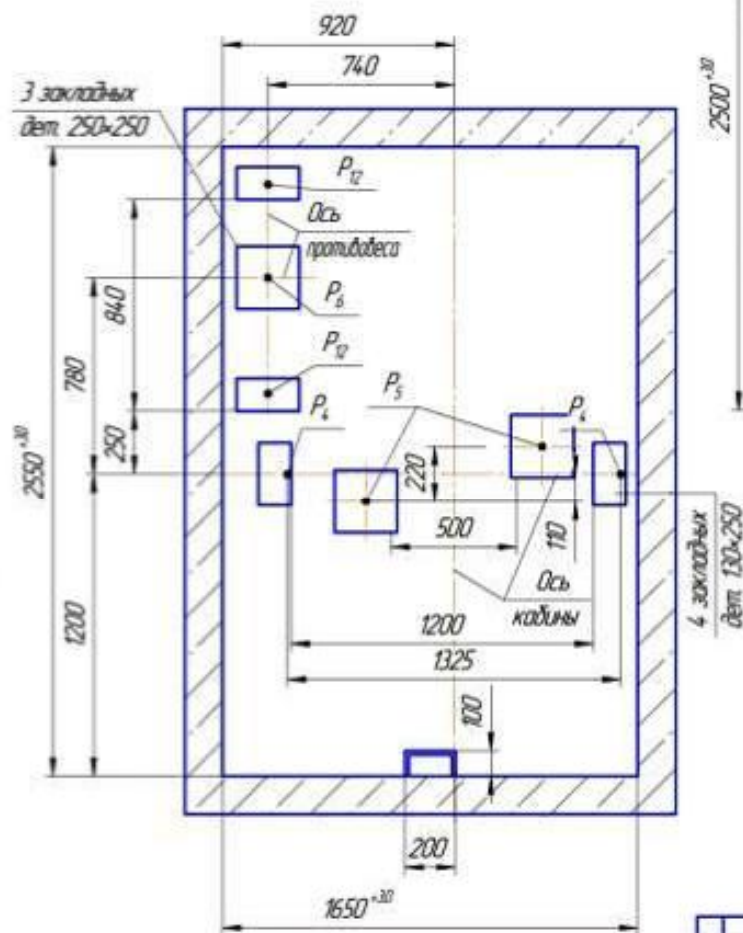 920
740
3 закладных
дет. 250×250
2500⁺³⁰
P₁₂
Ось
противовеса
P₆
840
780
P₁₂
P₅
P₄
P₄
250
2550⁺³⁰
220
500
110
Ось
кабины
4 закладных
дет. 130×250
1200
1200
1325
100
200
1650⁺³⁰